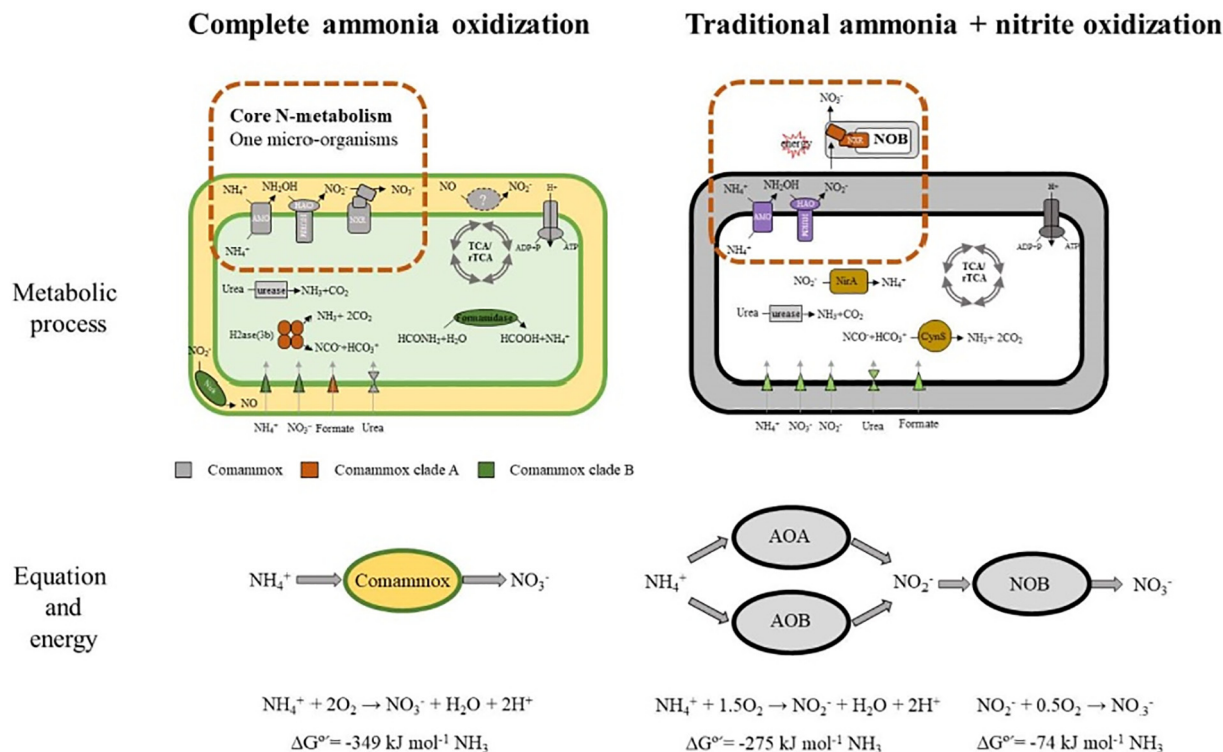 Complete ammonia oxidization
Traditional ammonia + nitrite oxidization
Metabolic
process
Core N-metabolism
One micro-organisms
NH₄⁺
NH₂OH
NO₂⁻
NO₃⁻
NO
NO₂⁻
H+
AMO
HAO
NXR
?
NH₄⁺
TCA/
rTCA
ADP+P
ATP
Urea
urease
NH₃+CO₂
H2ase(3b)
NH₃+ 2CO₂
NCO⁻+HCO₃⁺
Formamidase
HCONH₂+H₂O
HCOOH+NH₄⁺
NO₂⁻
NO
NH₄⁺
NO₃⁻
Formate
Urea
NO₃⁻
energy
NXR
NOB
NH₄⁺
NH₂OH
NO₂⁻
H+
AMO
HAO
NH₄⁺
ADP+P
ATP
TCA/
rTCA
NO₂⁻
NirA
NH₄⁺
Urea
urease
NH₃+CO₂
NCO⁻+HCO₃⁺
CynS
NH₃+ 2CO₂
NH₄⁺
NO₃⁻
NO₂⁻
Urea
Formate
Comammox
Comammox clade A
Comammox clade B
Equation
and
energy
NH₄⁺
Comammox
NO₃⁻
NH₄⁺
AOA
AOB
NO₂⁻
NOB
NO₃⁻
NH₄⁺ + 2O₂ → NO₃⁻ + H₂O + 2H⁺
ΔG°′= -349 kJ mol⁻¹ NH₃
NH₄⁺ + 1.5O₂ → NO₂⁻ + H₂O + 2H⁺
ΔG°′= -275 kJ mol⁻¹ NH₃
NO₂⁻ + 0.5O₂ → NO₃⁻
ΔG°′= -74 kJ mol⁻¹ NH₃